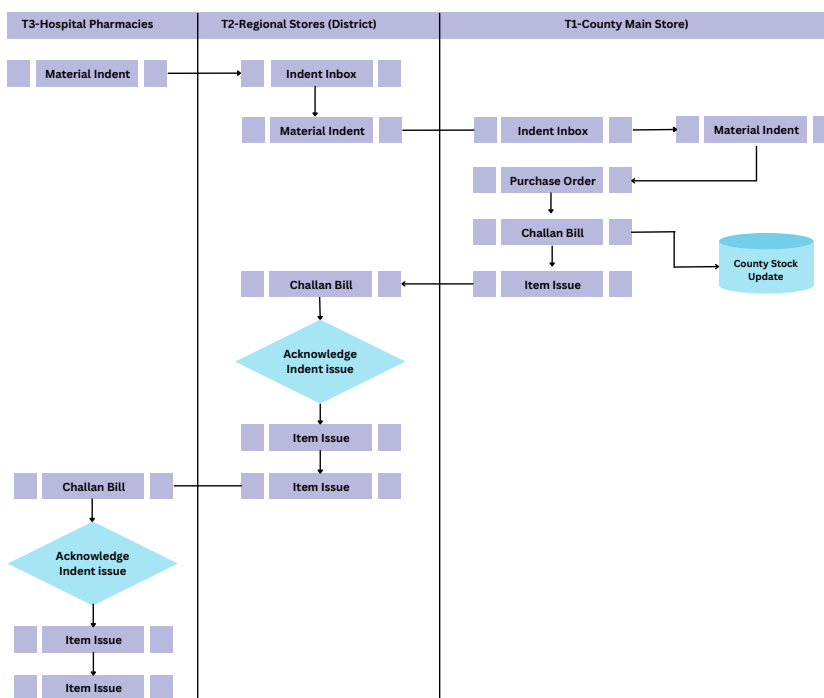 T3-Hospital Pharmacies
T2-Regional Stores (District)
T1-County Main Store)
Material Indent
Indent Inbox
Material Indent
Indent Inbox
Material Indent
Purchase Order
Challan Bill
County Stock
Update
Challan Bill
Item Issue
Acknowledge
Indent issue
Item Issue
Item Issue
Challan Bill
Acknowledge
Indent issue
Item Issue
Item Issue